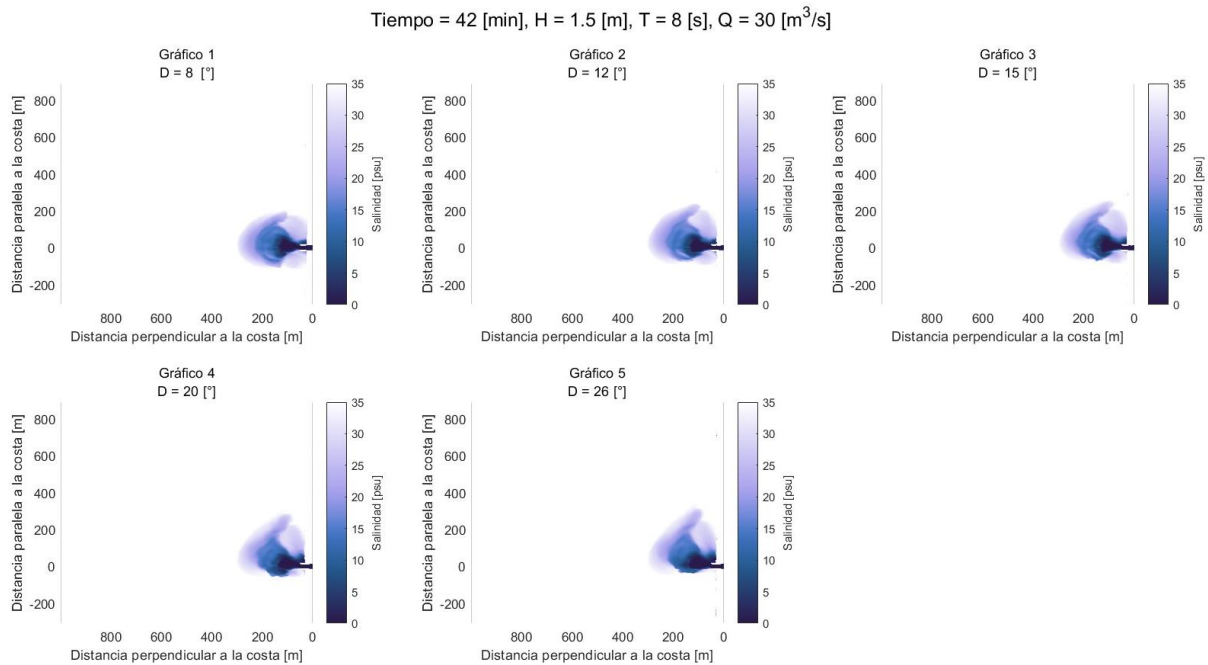 Tiempo = 42 [min], H = 1.5 [m], T = 8 [s], Q = 30 [m³/s]
Gráfico 1
D = 8 [°]
Distancia paralela a la costa [m]
800
600
400
200
0
-200
800 600 400 200 0
Distancia perpendicular a la costa [m]
35
30
25
20
15
10
5
0
Salinidad [psu]
Gráfico 2
D = 12 [°]
Distancia paralela a la costa [m]
800
600
400
200
0
-200
800 600 400 200 0
Distancia perpendicular a la costa [m]
35
30
25
20
15
10
5
0
Salinidad [psu]
Gráfico 3
D = 15 [°]
Distancia paralela a la costa [m]
800
600
400
200
0
-200
800 600 400 200 0
Distancia perpendicular a la costa [m]
35
30
25
20
15
10
5
0
Salinidad [psu]
Gráfico 4
D = 20 [°]
Distancia paralela a la costa [m]
800
600
400
200
0
-200
800 600 400 200 0
Distancia perpendicular a la costa [m]
35
30
25
20
15
10
5
0
Salinidad [psu]
Gráfico 5
D = 26 [°]
Distancia paralela a la costa [m]
800
600
400
200
0
-200
800 600 400 200 0
Distancia perpendicular a la costa [m]
35
30
25
20
15
10
5
0
Salinidad [psu]